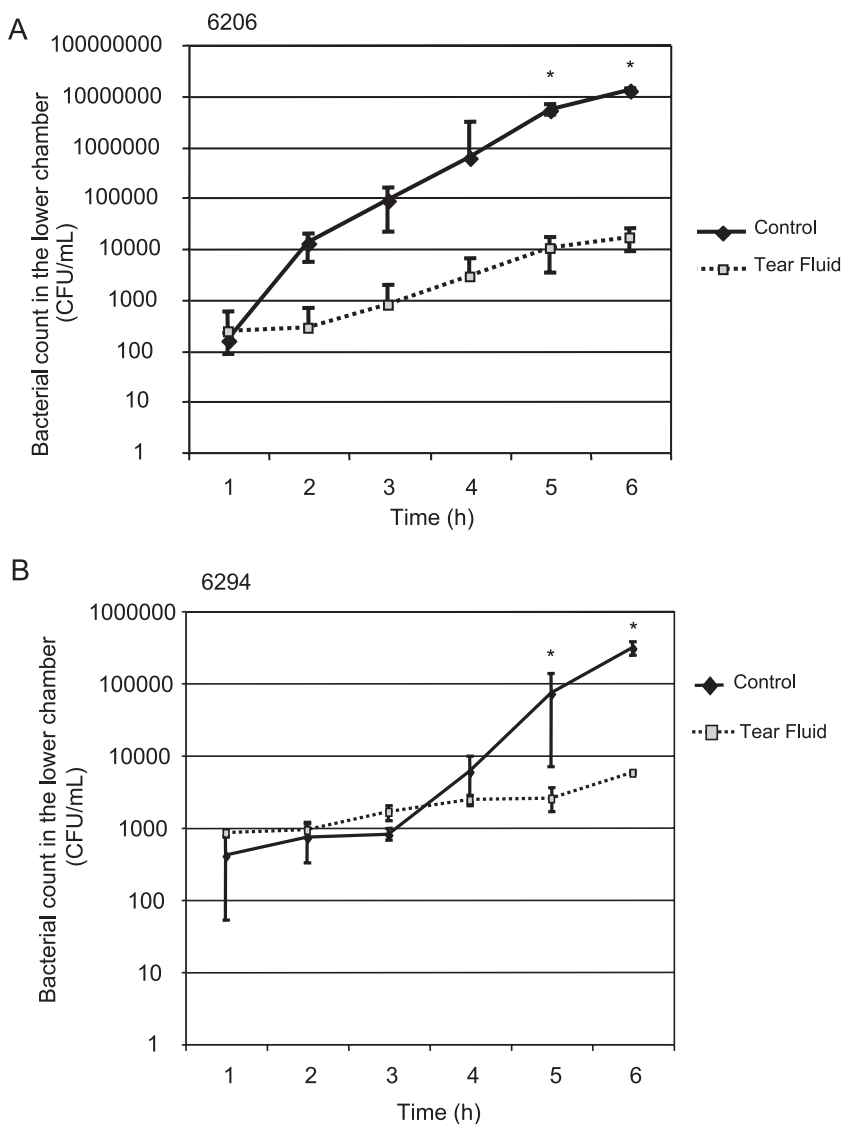 A
6206
100000000
10000000
1000000
100000
10000
1000
100
10
1
Bacterial count in the lower chamber
(CFU/mL)
* *
1 2 3 4 5 6
Time (h)
Control
Tear Fluid
B
6294
1000000
100000
10000
1000
100
10
1
Bacterial count in the lower chamber
(CFU/mL)
* *
1 2 3 4 5 6
Time (h)
Control
Tear Fluid